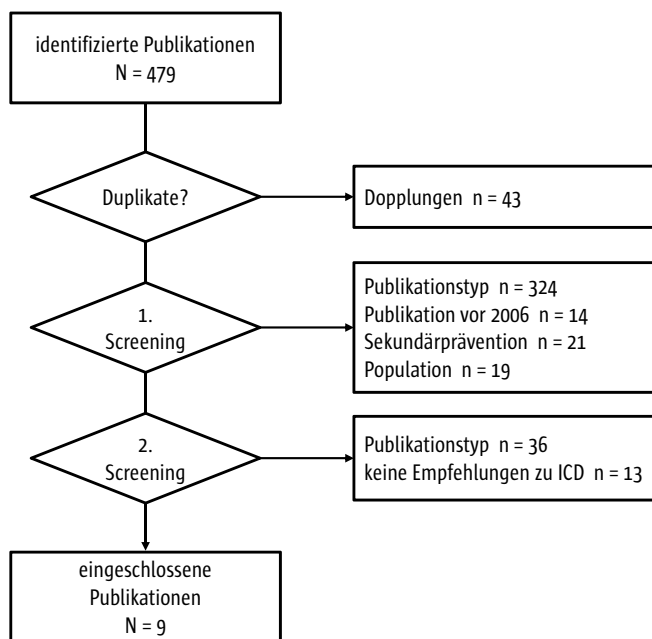 identifizierte Publikationen
N = 479
Duplikate?
Dopplungen n = 43
1.
Screening
Publikationstyp n = 324
Publikation vor 2006 n = 14
Sekundärprävention n = 21
Population n = 19
2.
Screening
Publikationstyp n = 36
keine Empfehlungen zu ICD n = 13
eingeschlossene
Publikationen
N = 9